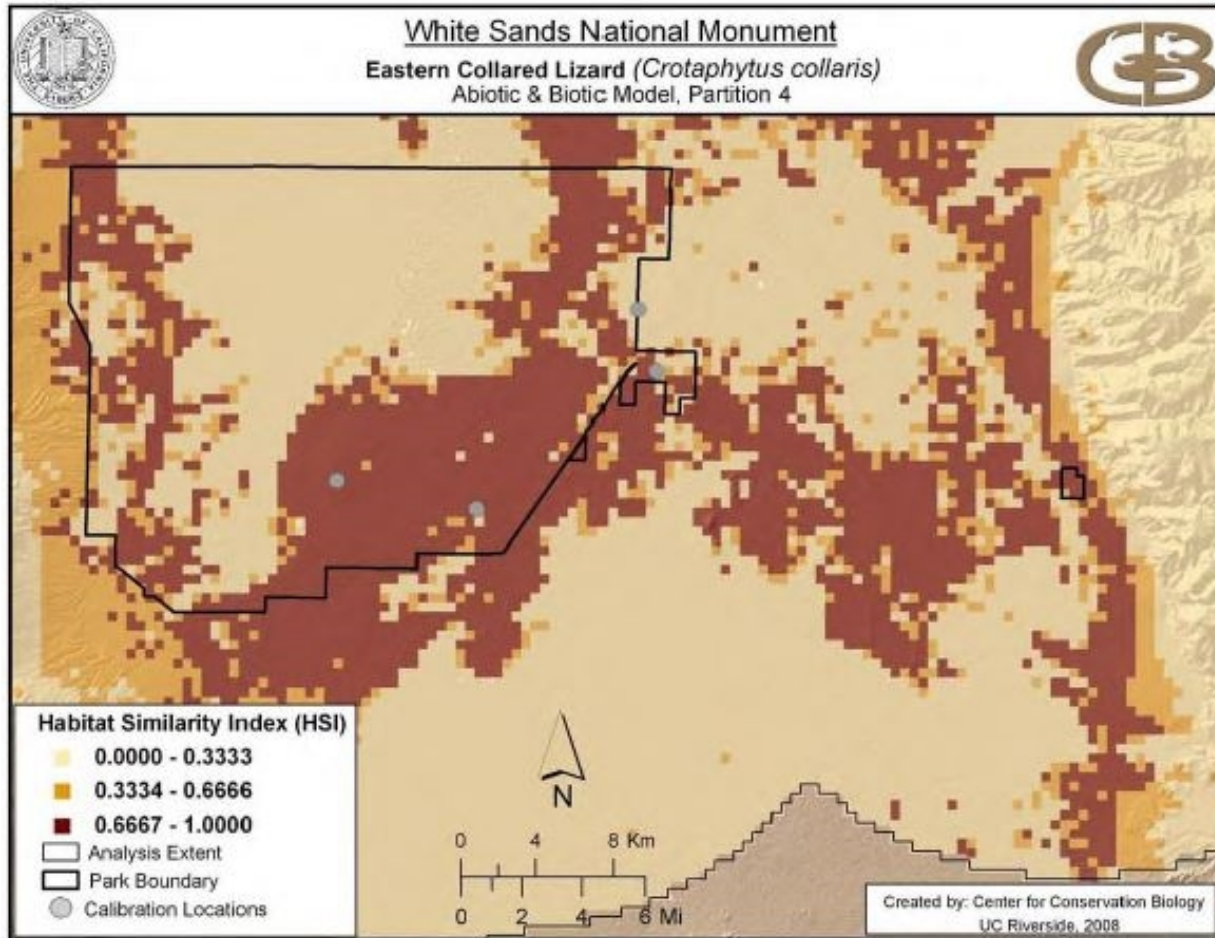 White Sands National Monument
Eastern Collared Lizard (Crotaphytus collaris)
Abiotic & Biotic Model, Partition 4
Habitat Similarity Index (HSI)
0.0000 - 0.3333
0.3334 - 0.6666
0.6667 - 1.0000
Analysis Extent
Park Boundary
Calibration Locations
N
0 4 8 Km
0 2 4 6 Mi
Created by: Center for Conservation Biology
UC Riverside, 2008